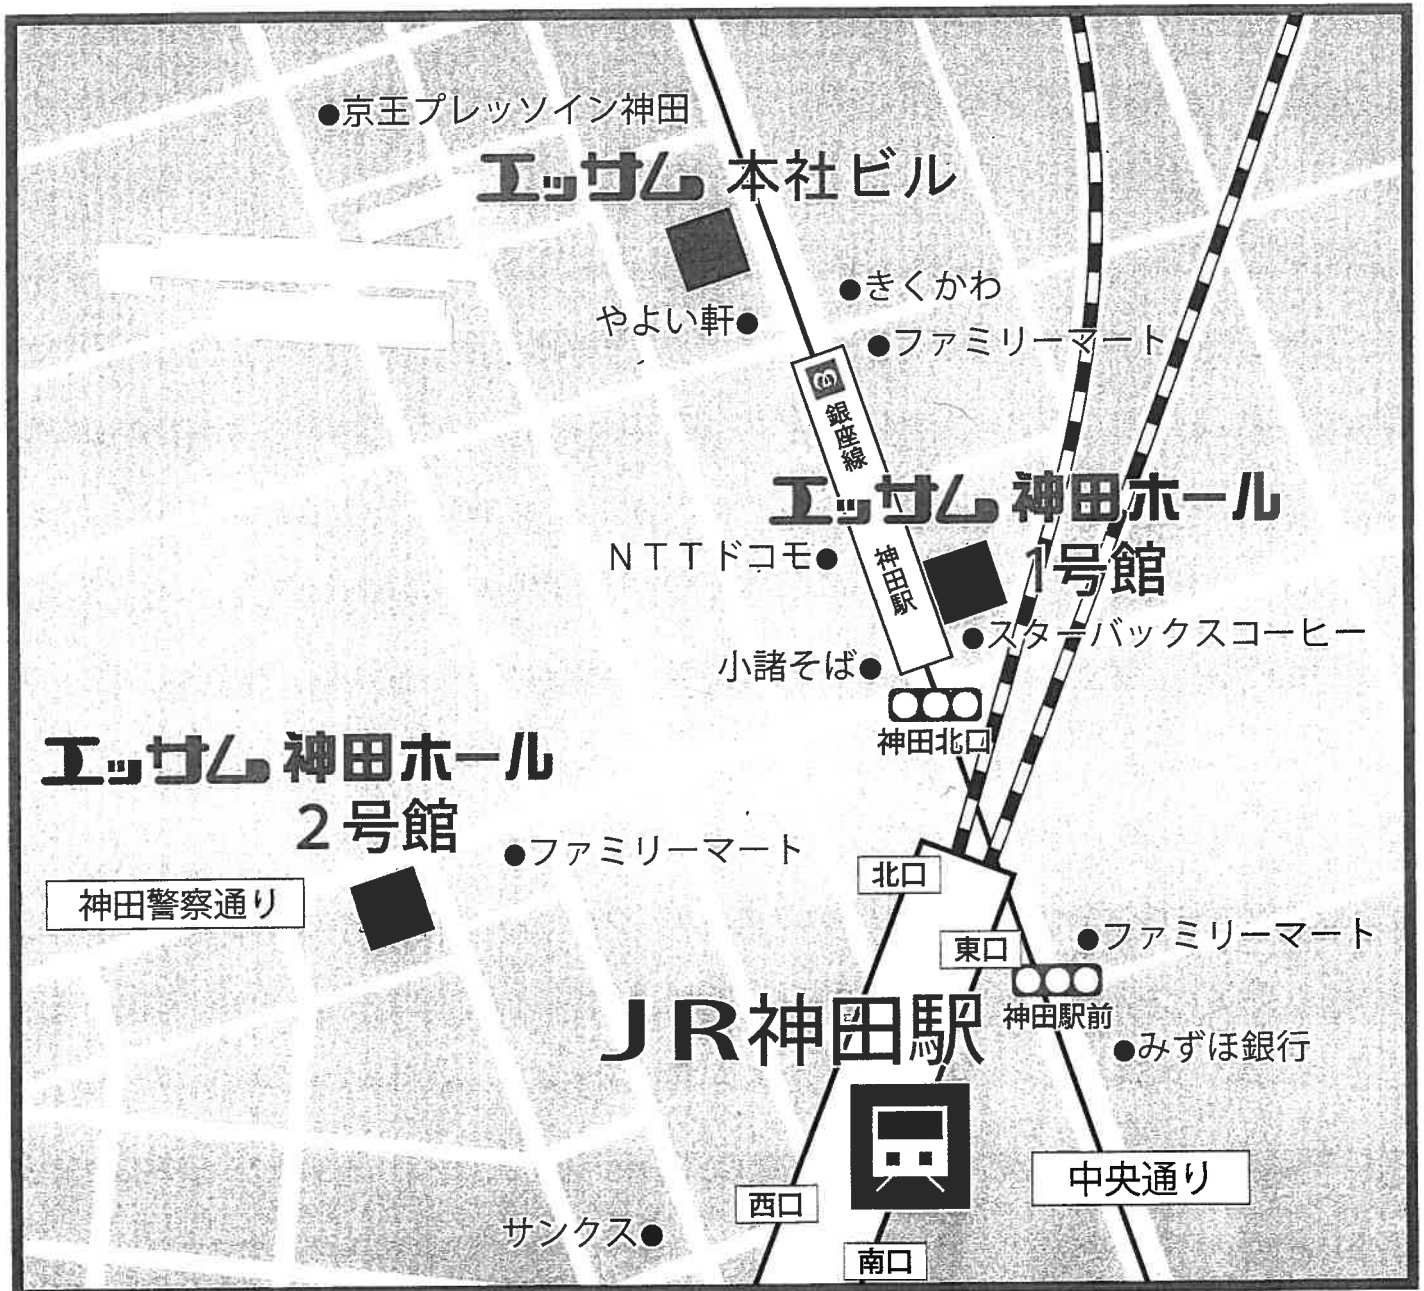 京王プレッソイン神田
エッサム 本社ビル
きくかわ
やよい軒
ファミリーマート
銀座線
エッサム 神田ホール
1号館
NTTドコモ
神田駅
スターバックスコーヒー
小諸そば
神田北口
エッサム 神田ホール
2号館
ファミリーマート
北口
神田警察通り
東口
ファミリーマート
JR神田駅
神田駅前
みずほ銀行
中央通り
西口
サンクス
南口